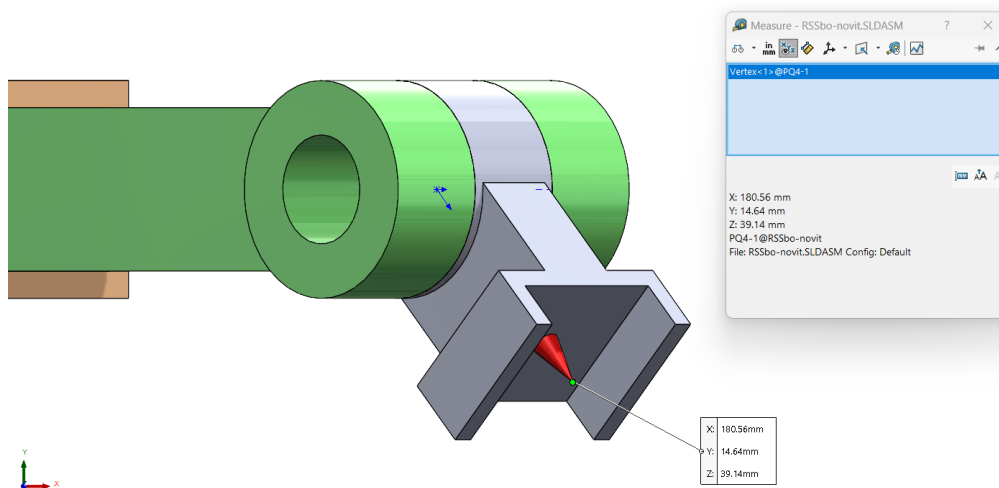 Measure - RSSbo-novit.SLDASM ? ×
in
mm
Vertex<1>@PQ4-1
X: 180.56 mm
Y: 14.64 mm
Z: 39.14 mm
PQ4-1@RSSbo-novit
File: RSSbo-novit.SLDASM Config: Default
X: 180.56mm
Y: 14.64mm
Z: 39.14mm
Y
X